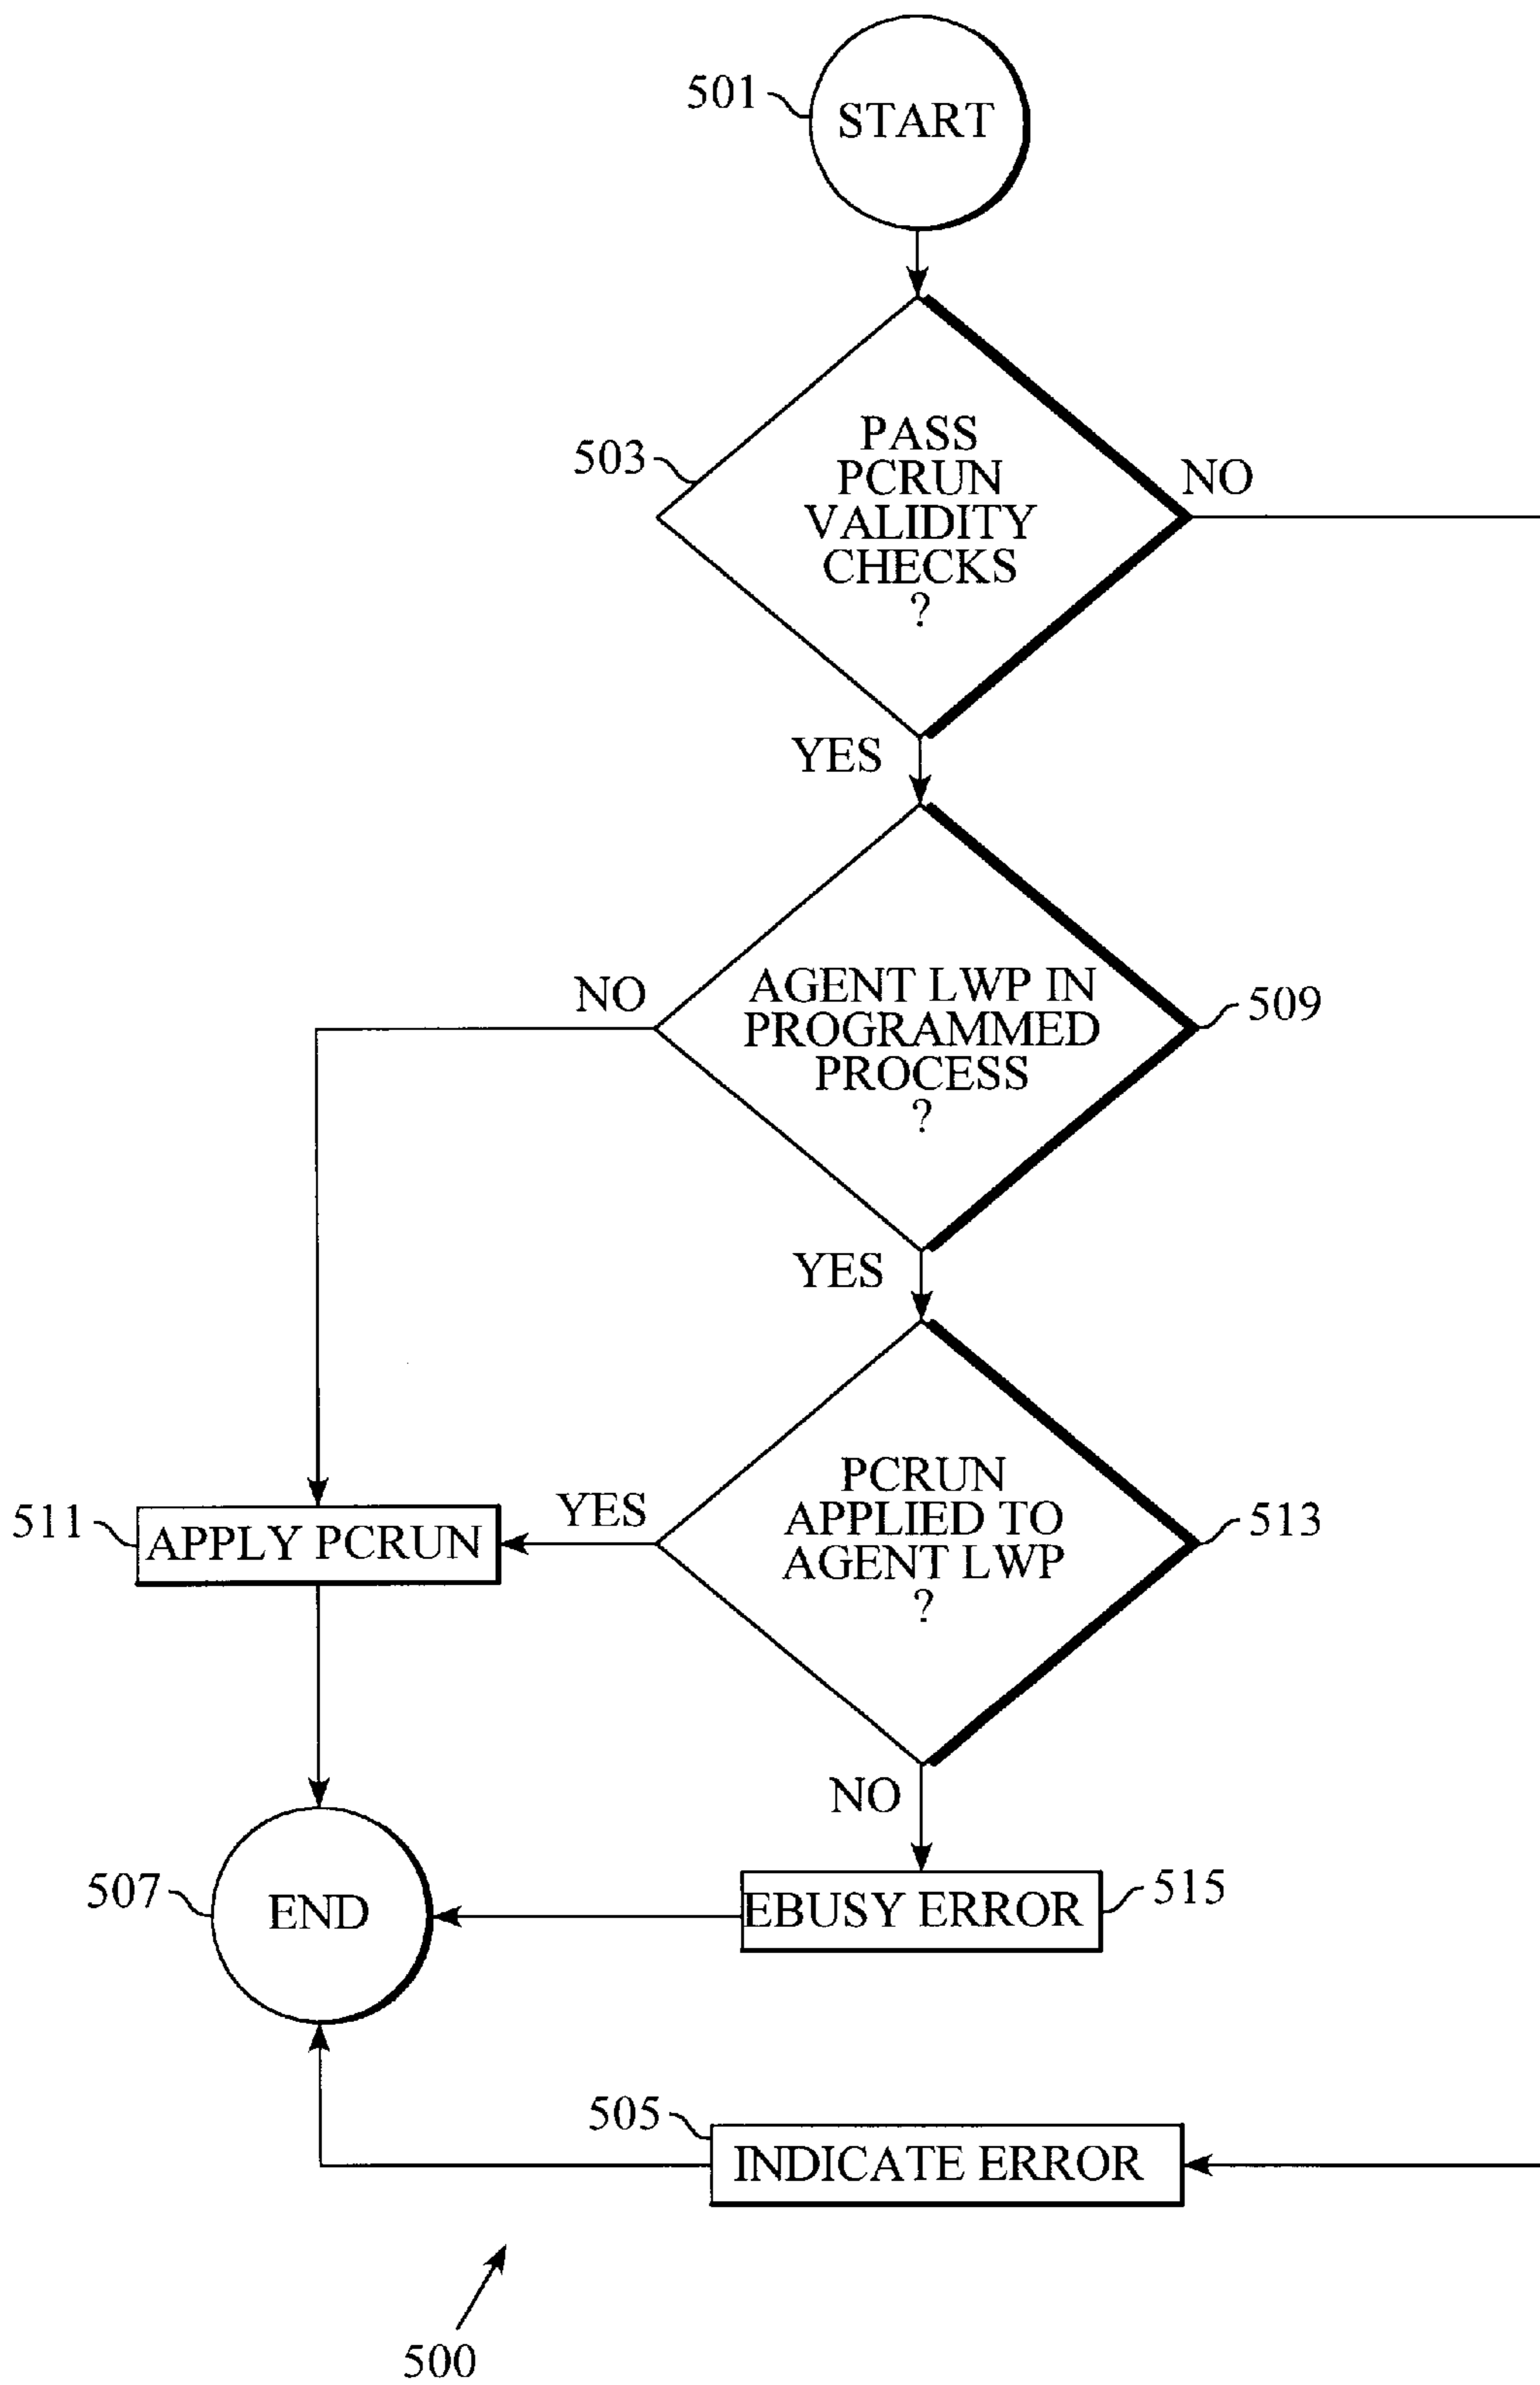 501
START
503
PASS
PCRUN
VALIDITY
CHECKS
?
NO
YES
NO
AGENT LWP IN
PROGRAMMED
PROCESS
?
509
YES
511
APPLY PCRUN
YES
PCRUN
APPLIED TO
AGENT LWP
?
513
NO
507
END
EBUSY ERROR
515
505
INDICATE ERROR
500